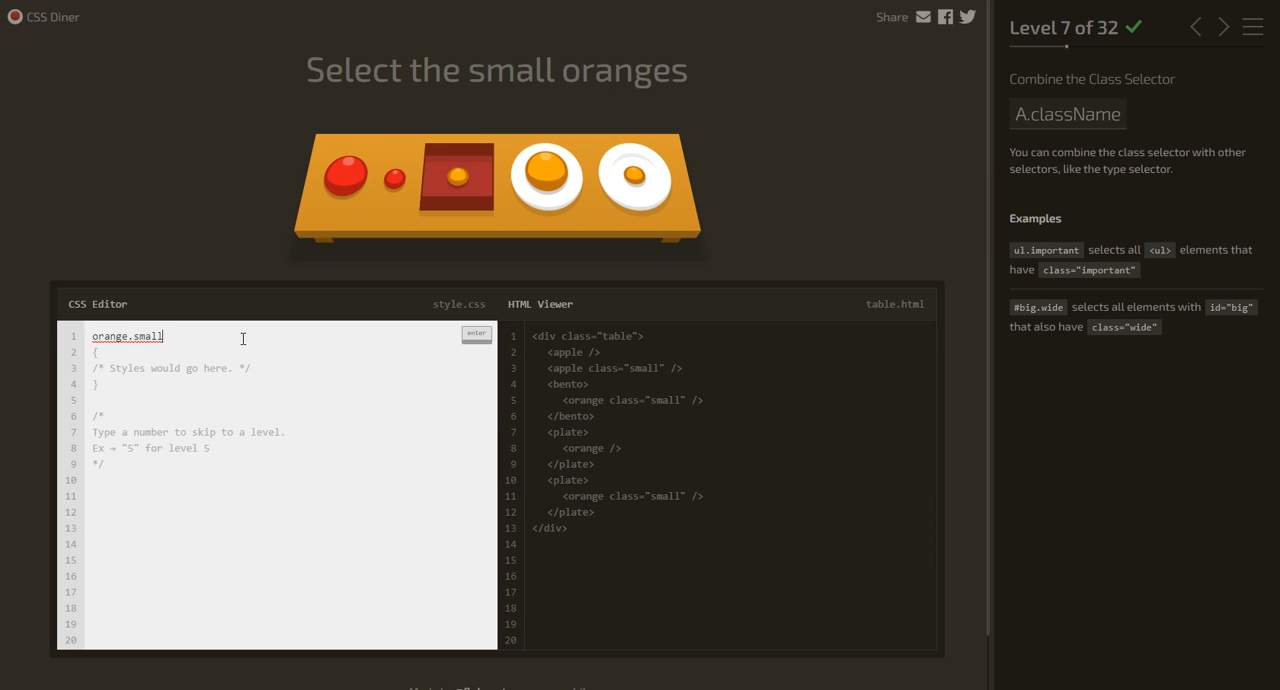 CSS Diner
Share
Level 7 of 32
Select the small oranges
Combine the Class Selector
A.className
You can combine the class selector with other
selectors, like the type selector.
Examples
ul.important selects all <ul> elements that
have class="important"
#big.wide selects all elements with id="big"
that also have class="wide"
CSS Editor
style.css
1 orange.small
enter
2 {
3 /* Styles would go here. */
4 }
5
6 /*
7 Type a number to skip to a level.
8 Ex → "5" for level 5
9 */
10
11
12
13
14
15
16
17
18
19
20
HTML Viewer
table.html
1 <div class="table">
2 <apple />
3 <apple class="small" />
4 <bento>
5 <orange class="small" />
6 </bento>
7 <plate>
8 <orange />
9 </plate>
10 <plate>
11 <orange class="small" />
12 </plate>
13 </div>
14
15
16
17
18
19
20